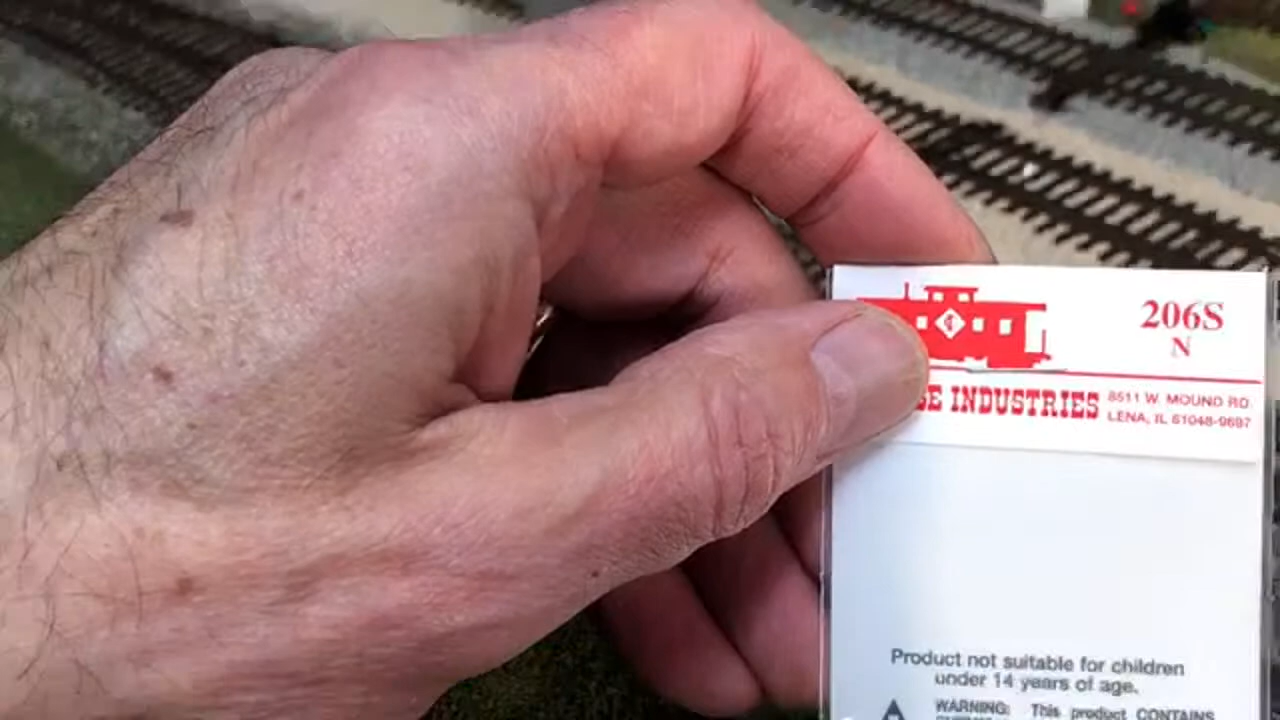 206S
N
SE INDUSTRIES
8511 W. MOUND RD.
LENA, IL 61048-9697
Product not suitable for children
under 14 years of age.
WARNING: This product CONTAINS